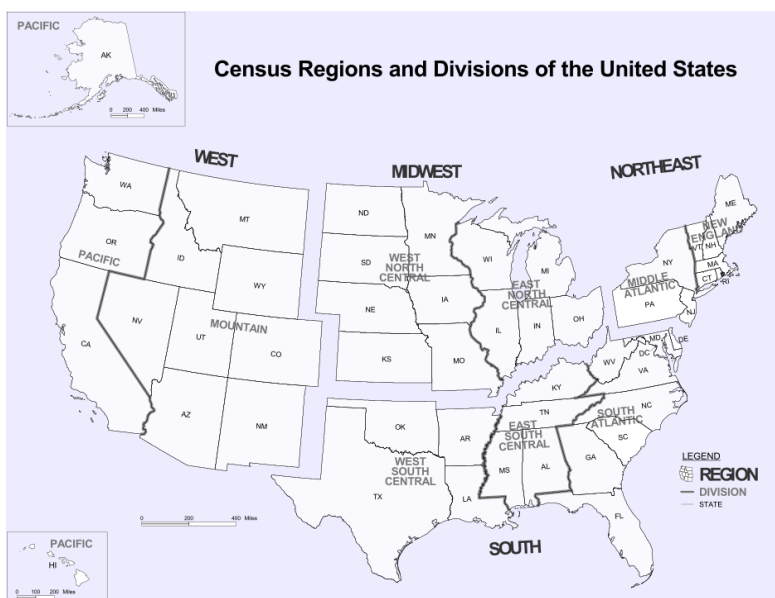 PACIFIC
AK
0 200 400 Miles
Census Regions and Divisions of the United States
WEST
MIDWEST
NORTHEAST
WA
MT
OR
ID
PACIFIC
WY
NV
UT
MOUNTAIN
CO
CA
AZ
NM
ND
MN
SD
WEST
NORTH
CENTRAL
NE
IA
KS
MO
WI
MI
EAST
NORTH
CENTRAL
IL
IN
OH
ME
NEW
ENGLAND
VT
NH
NY
MA
CT
RI
MIDDLE
ATLANTIC
PA
NJ
MD
DE
DC
WV
VA
KY
NC
TN
SOUTH
ATLANTIC
SC
EAST
SOUTH
CENTRAL
MS
AL
GA
FL
OK
AR
WEST
SOUTH
CENTRAL
TX
LA
SOUTH
LEGEND
REGION
DIVISION
STATE
0 200 400 Miles
PACIFIC
HI
0 100 200 Miles